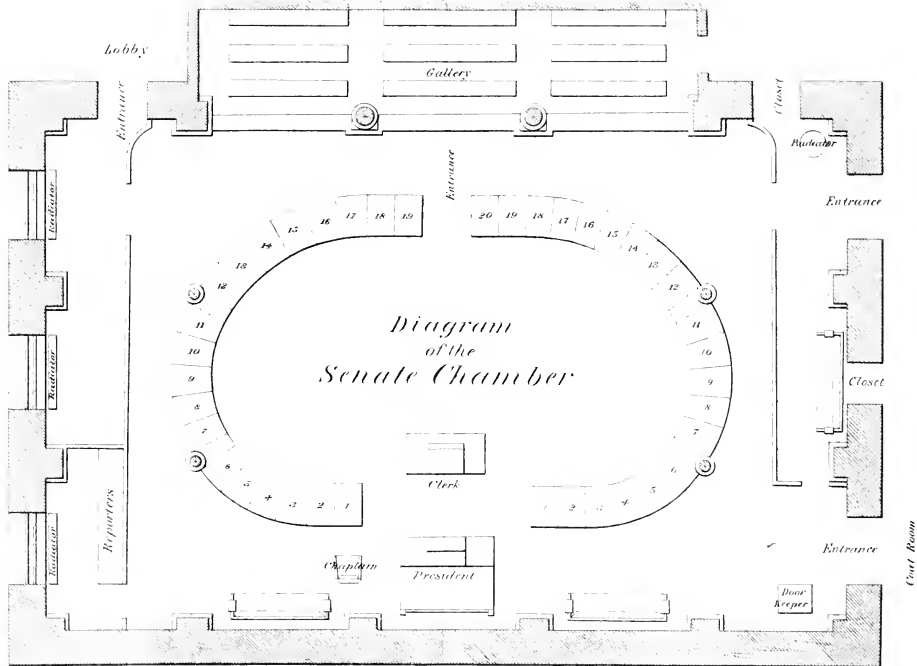 Lobby
Gallery
Closet
Entrance
Radiator
Entrance
Radiator
Entrance
19
18
17
16
15
14
13
12
11
10
9
8
7
6
5
4
3
2
1
20
19
18
17
16
15
14
13
12
11
10
9
8
7
6
5
4
3
2
1
Diagram
of the
Senate Chamber
Radiator
Closet
Clerk
Reporters
Radiator
Chaplain
President
Entrance
Coat Room
Door
Keeper